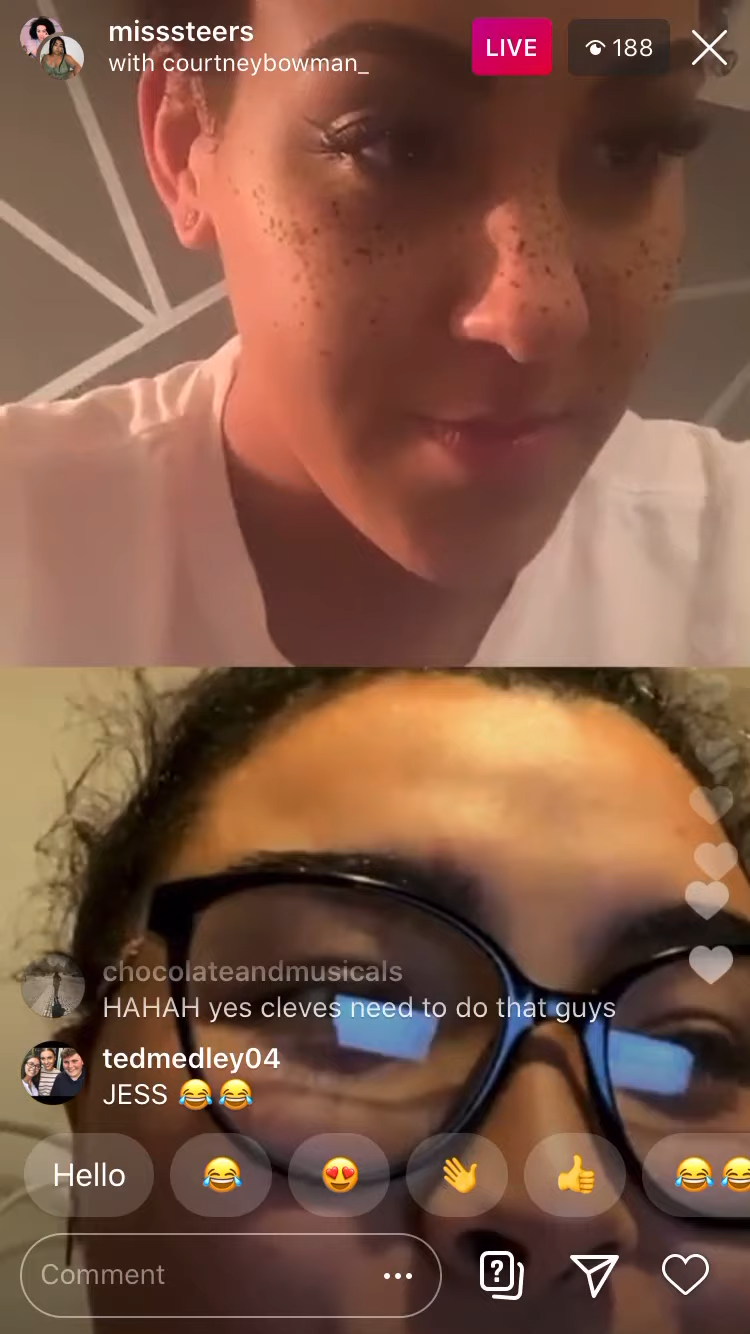 misssteers
with courtneybowman_
LIVE
188
chocolateandmusicals
HAHAH yes cleves need to do that guys
tedmedley04
JESS 😂😂
Hello 😂 😍 👋 👍 😂😂
Comment